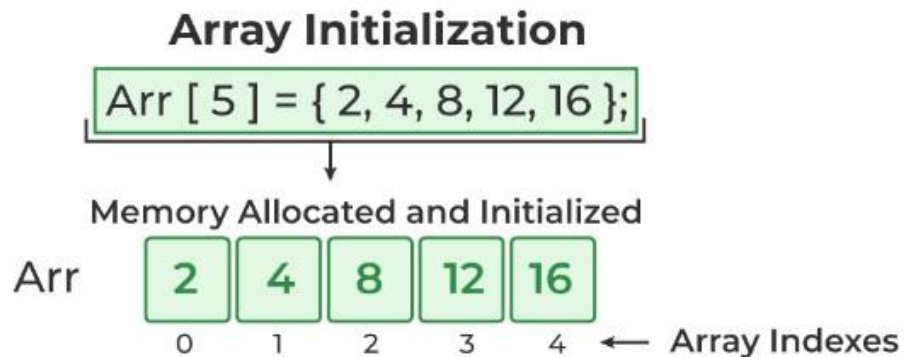 Array Initialization
Arr [ 5 ] = { 2, 4, 8, 12, 16 };
Memory Allocated and Initialized
Arr 2 4 8 12 16
0 1 2 3 4 Array Indexes